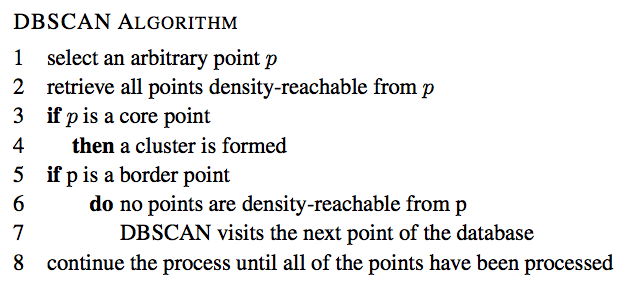 DBSCAN ALGORITHM
1 select an arbitrary point p
2 retrieve all points density-reachable from p
3 if p is a core point
4 then a cluster is formed
5 if p is a border point
6 do no points are density-reachable from p
7 DBSCAN visits the next point of the database
8 continue the process until all of the points have been processed